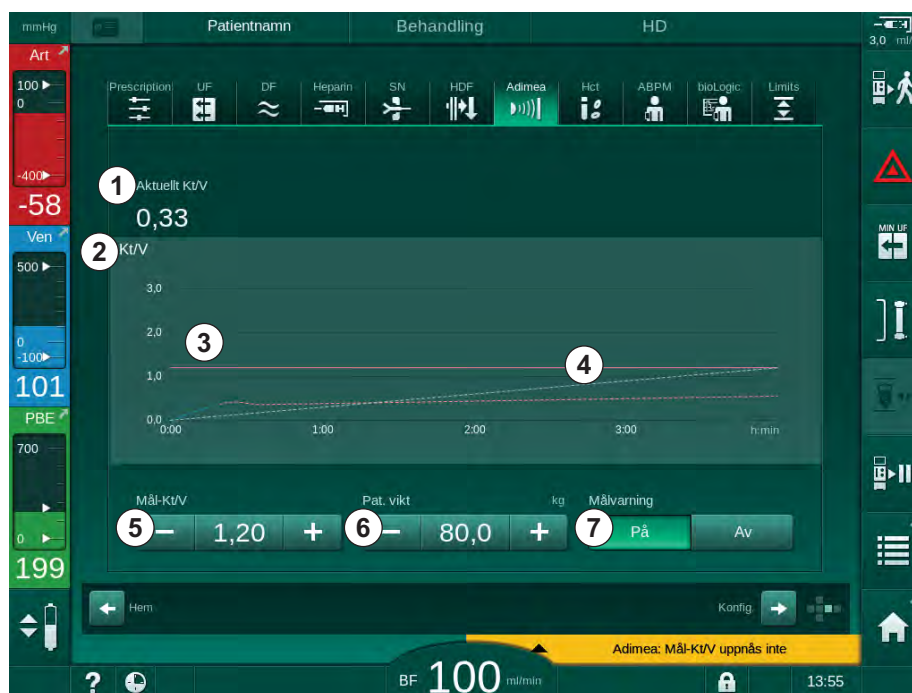 mmHg Patientnamn Behandling HD
3,0 ml/
Art
100
0
-400
-58
Ven
500
0
-100
101
PBE
700
0
199
Prescription UF DF Heparin SN HDF Adimea Hct ABPM bioLogic Limits
1 Aktuellt Kt/V
0,33
2 Kt/V
3,0
2,0
3
4
1,0
0,0
0:00 1:00 2:00 3:00 h:min
Mål-Kt/V Pat. vikt kg Målvarning
5 − 1,20 + 6 − 80,0 + 7 På Av
Hem Konfig.
MIN UF
Adimea: Mål-Kt/V uppnås inte
? BF 100 ml/min 13:55